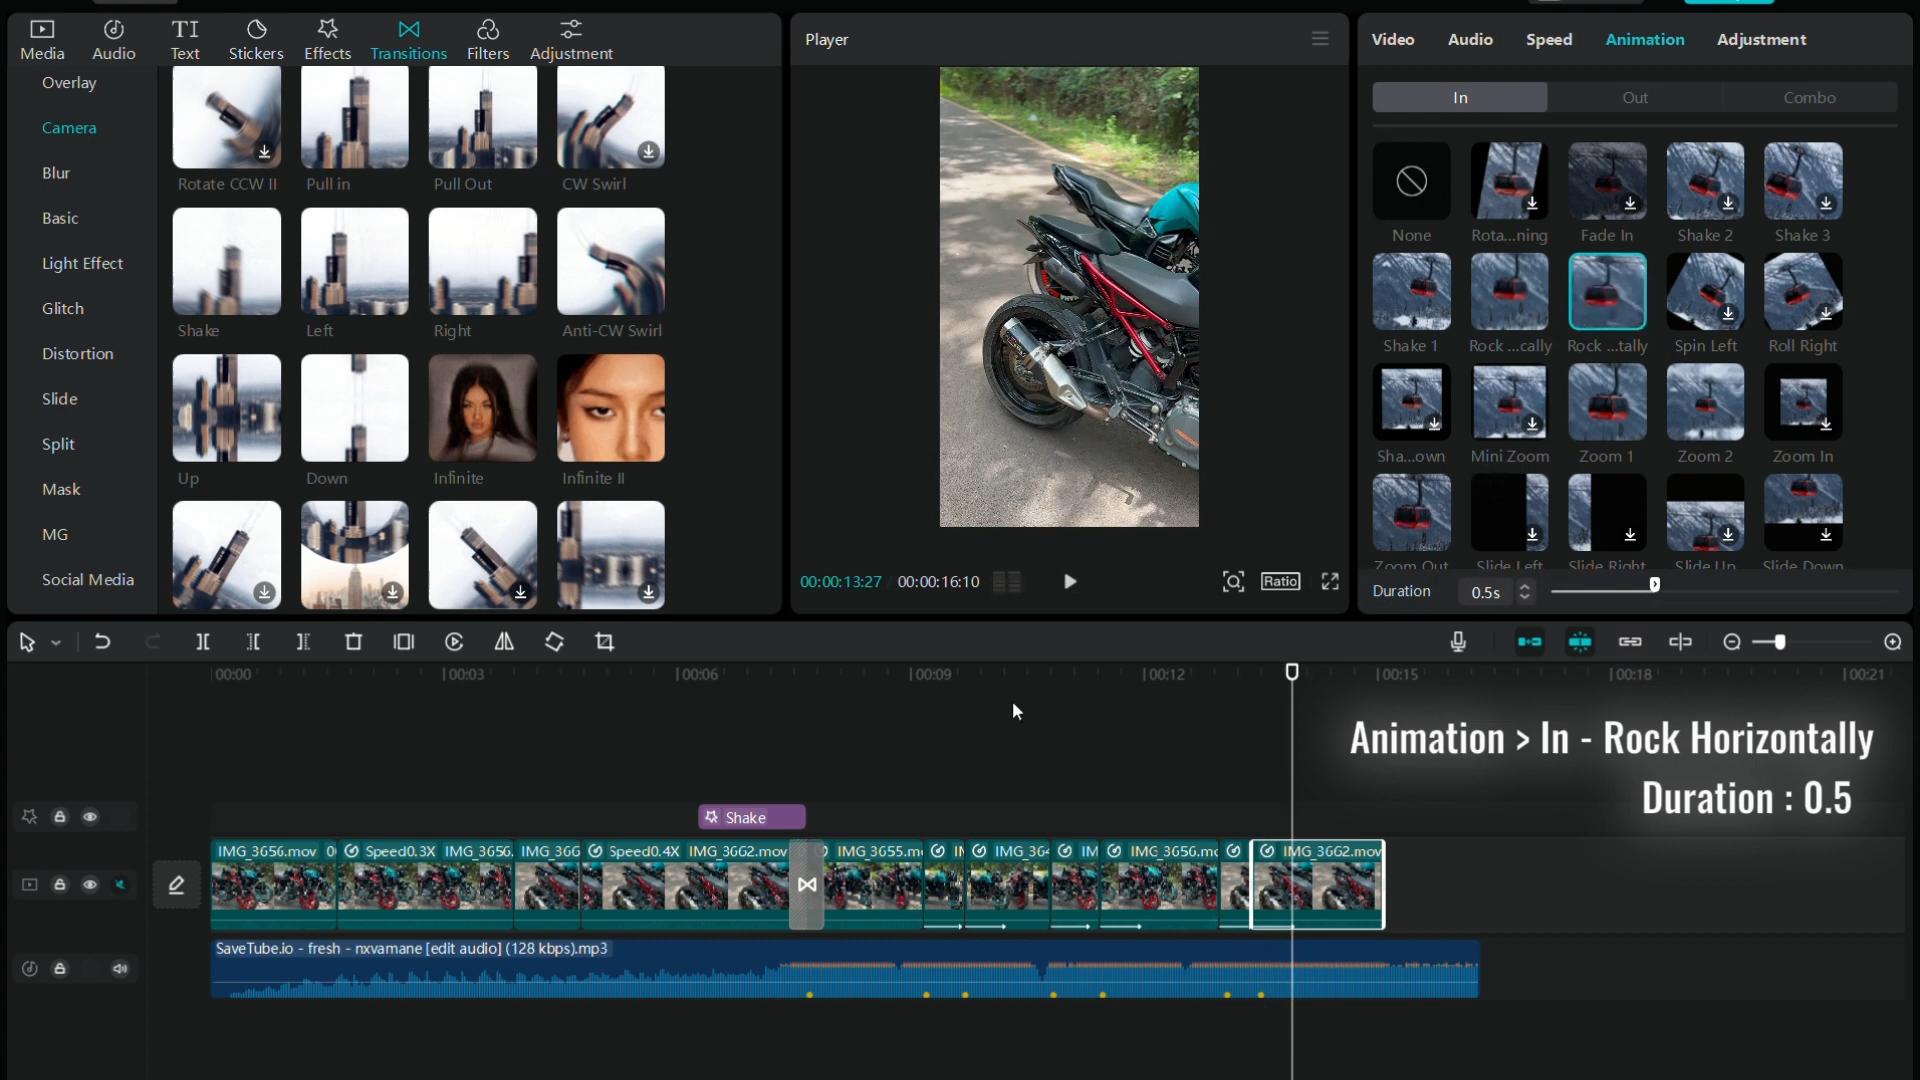 Media
Audio
Text
Stickers
Effects
Transitions
Filters
Adjustment
Overlay
Camera
Blur
Basic
Light Effect
Glitch
Distortion
Slide
Split
Mask
MG
Social Media
Rotate CCW II
Pull in
Pull Out
CW Swirl
Shake
Left
Right
Anti-CW Swirl
Up
Down
Infinite
Infinite II
Player
00:00:13:27
00:00:16:10
Ratio
Video
Audio
Speed
Animation
Adjustment
In
Out
Combo
None
Rota...ning
Fade In
Shake 2
Shake 3
Shake 1
Rock ...cally
Rock ...tally
Spin Left
Roll Right
Sha...own
Mini Zoom
Zoom 1
Zoom 2
Zoom In
Zoom Out
Slide Left
Slide Right
Slide Up
Slide Down
Duration
0.5s
00:00
00:03
00:06
00:09
00:12
00:15
00:18
00:21
Animation > In - Rock Horizontally
Duration : 0.5
Shake
IMG_3656.mov
Speed0.3X IMG_3656.
IMG_366
Speed0.4X IMG_3662.mov
IMG_3655.m
IMG_364
IM
IMG_3656.mo
IMG_3662.mov
SaveTube.io - fresh - nxvamane [edit audio] (128 kbps).mp3